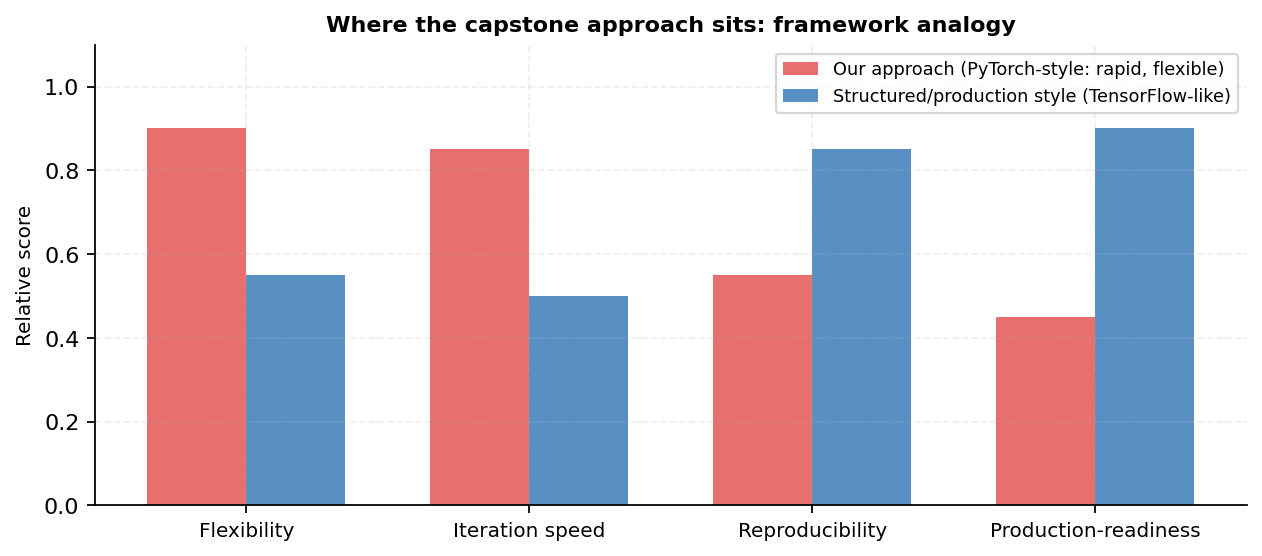 Where the capstone approach sits: framework analogy
Our approach (PyTorch-style: rapid, flexible)
Structured/production style (TensorFlow-like)
Relative score
1.0
0.8
0.6
0.4
0.2
0.0
Flexibility
Iteration speed
Reproducibility
Production-readiness